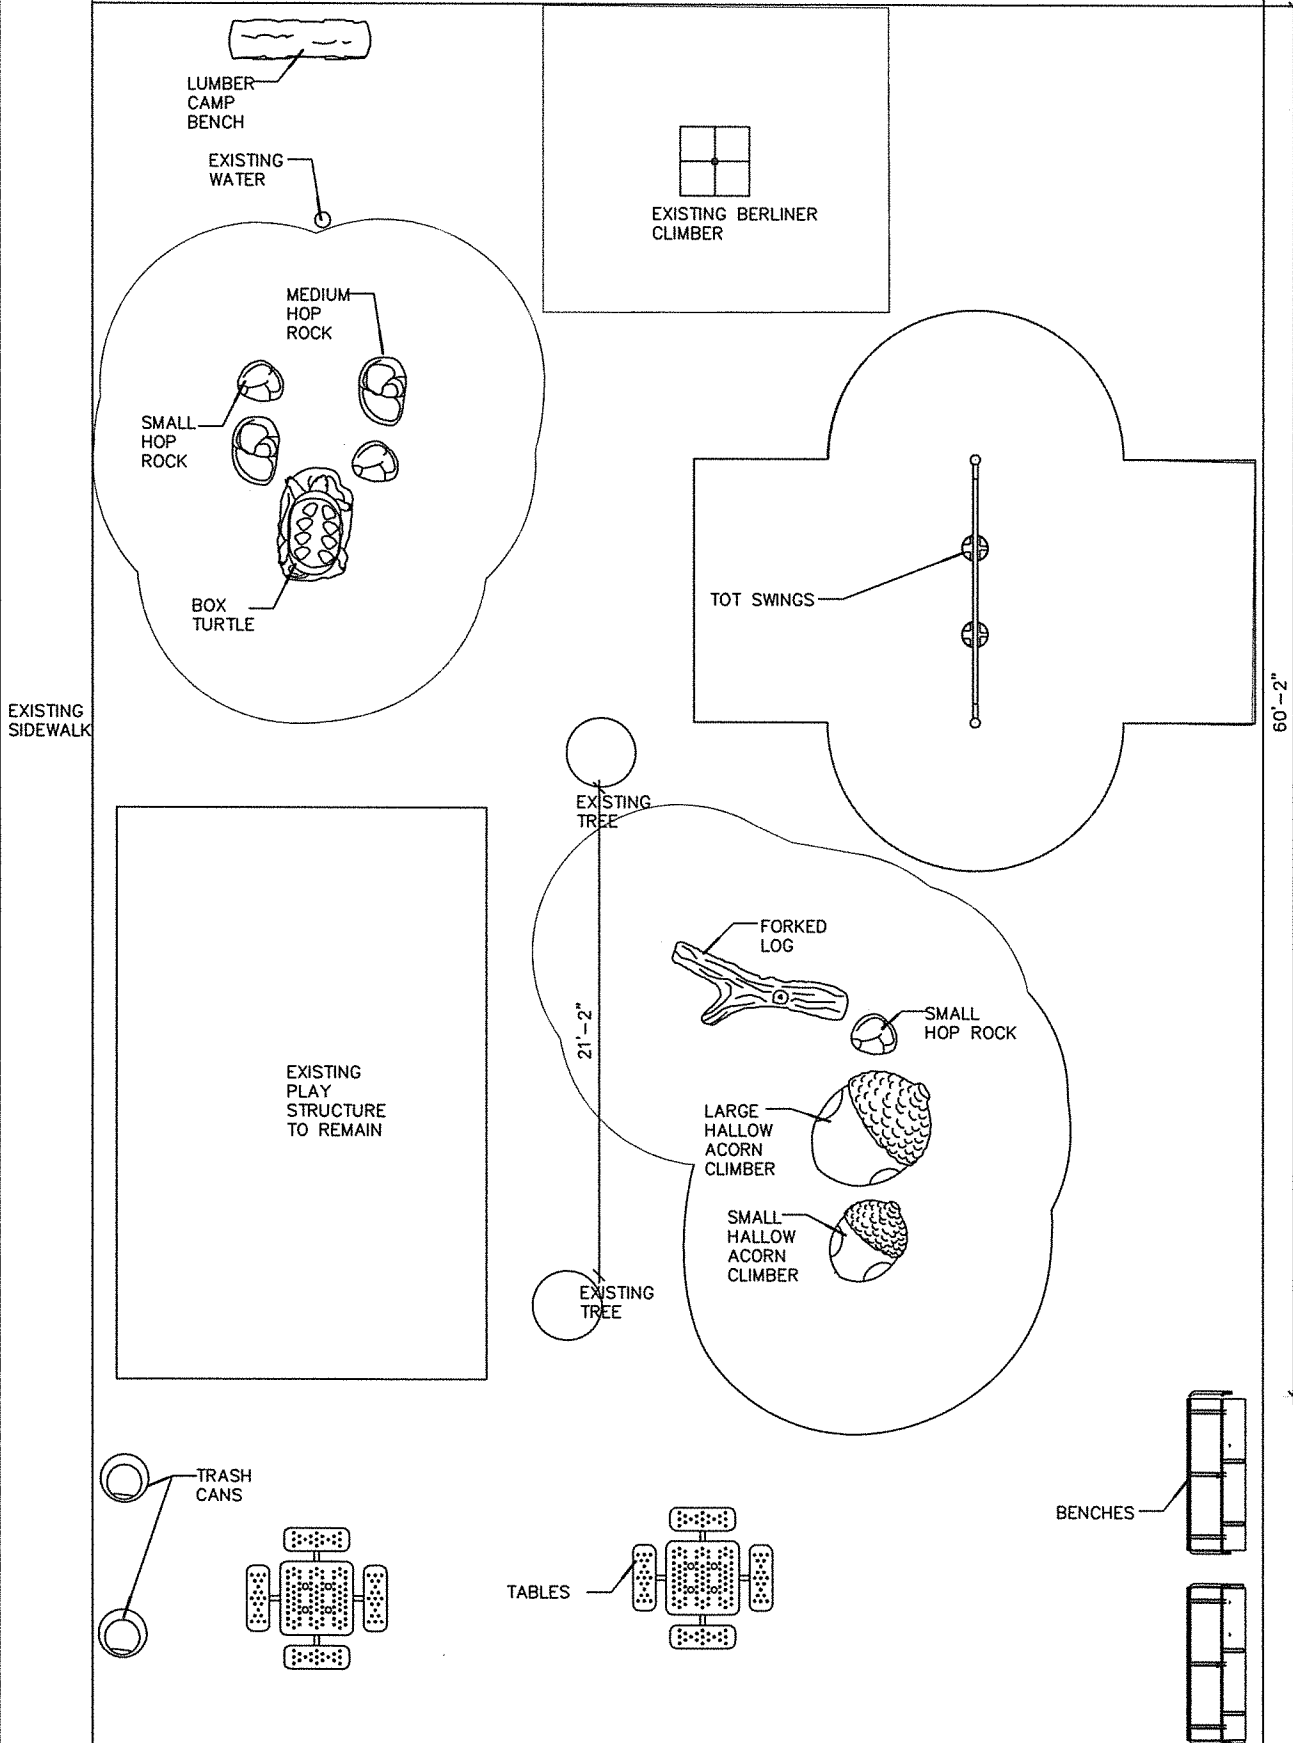 LUMBER
CAMP
BENCH
EXISTING
WATER
EXISTING BERLINER
CLIMBER
MEDIUM
HOP
ROCK
SMALL
HOP
ROCK
BOX
TURTLE
TOT SWINGS
EXISTING
SIDEWALK
60'-2"
EXISTING
TREE
FORKED
LOG
21'-2"
SMALL
HOP ROCK
EXISTING
PLAY
STRUCTURE
TO REMAIN
LARGE
HALLOW
ACORN
CLIMBER
SMALL
HALLOW
ACORN
CLIMBER
EXISTING
TREE
TRASH
CANS
BENCHES
TABLES